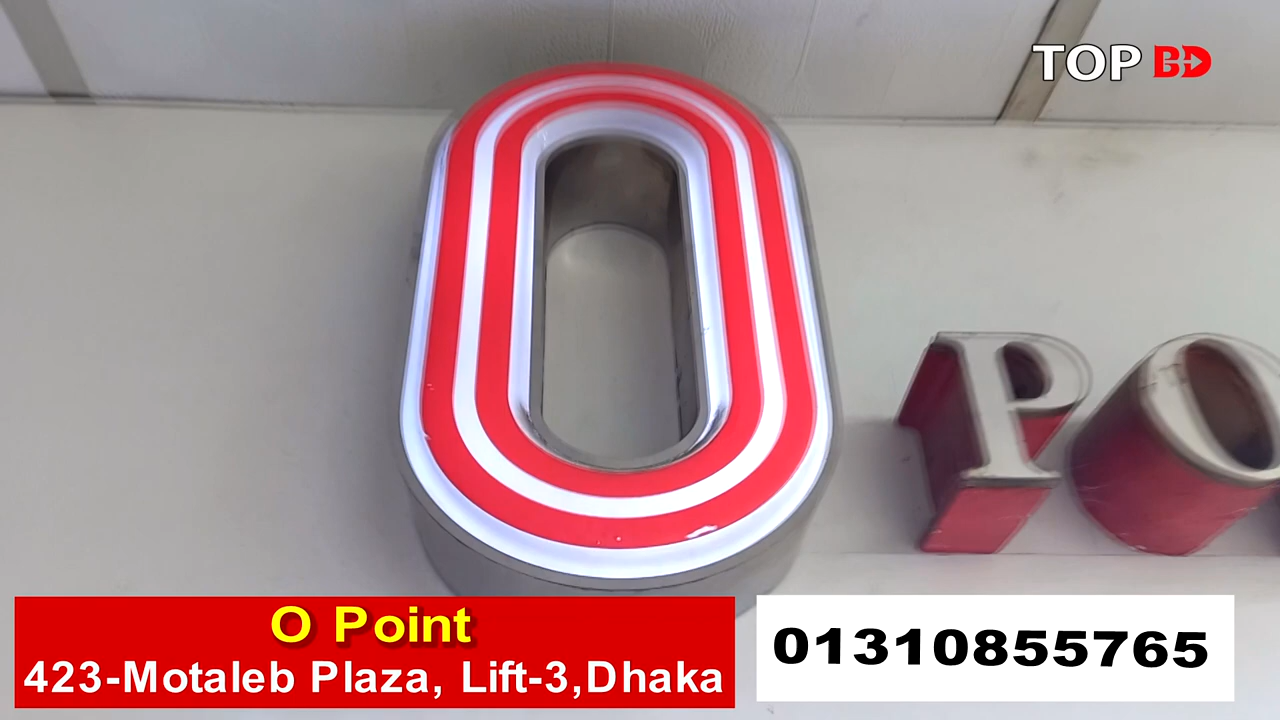 TOP BD
O PO
O Point
423-Motaleb Plaza, Lift-3,Dhaka
01310855765